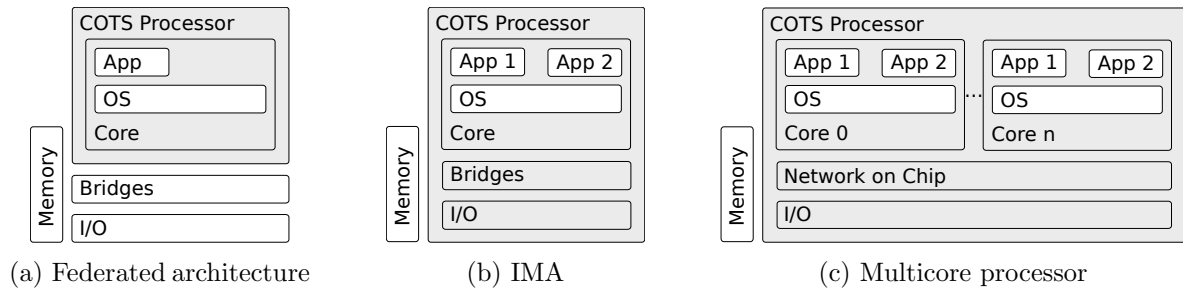 COTS Processor
App
OS
Core
Memory
Bridges
I/O
(a) Federated architecture
COTS Processor
App 1 App 2
OS
Core
Memory
Bridges
I/O
(b) IMA
COTS Processor
App 1 App 2
OS
Core 0
...
App 1 App 2
OS
Core n
Memory
Network on Chip
I/O
(c) Multicore processor